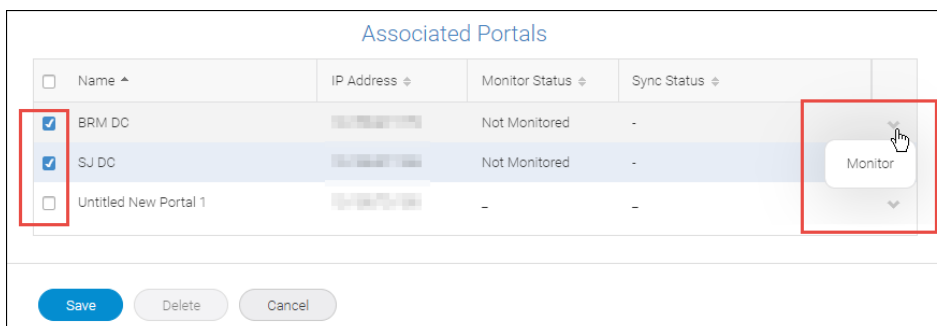 Associated Portals
Name IP Address Monitor Status Sync Status
BRM DC Not Monitored -
SJ DC Not Monitored - Monitor
Untitled New Portal 1 – –
Save Delete Cancel